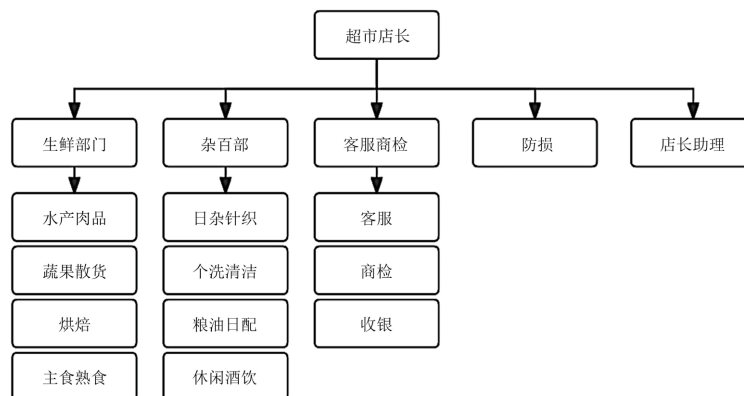 超市店长
生鲜部门
杂百部
客服商检
防损
店长助理
水产肉品
日杂针织
客服
蔬果散货
个洗清洁
商检
烘焙
粮油日配
收银
主食熟食
休闲酒饮